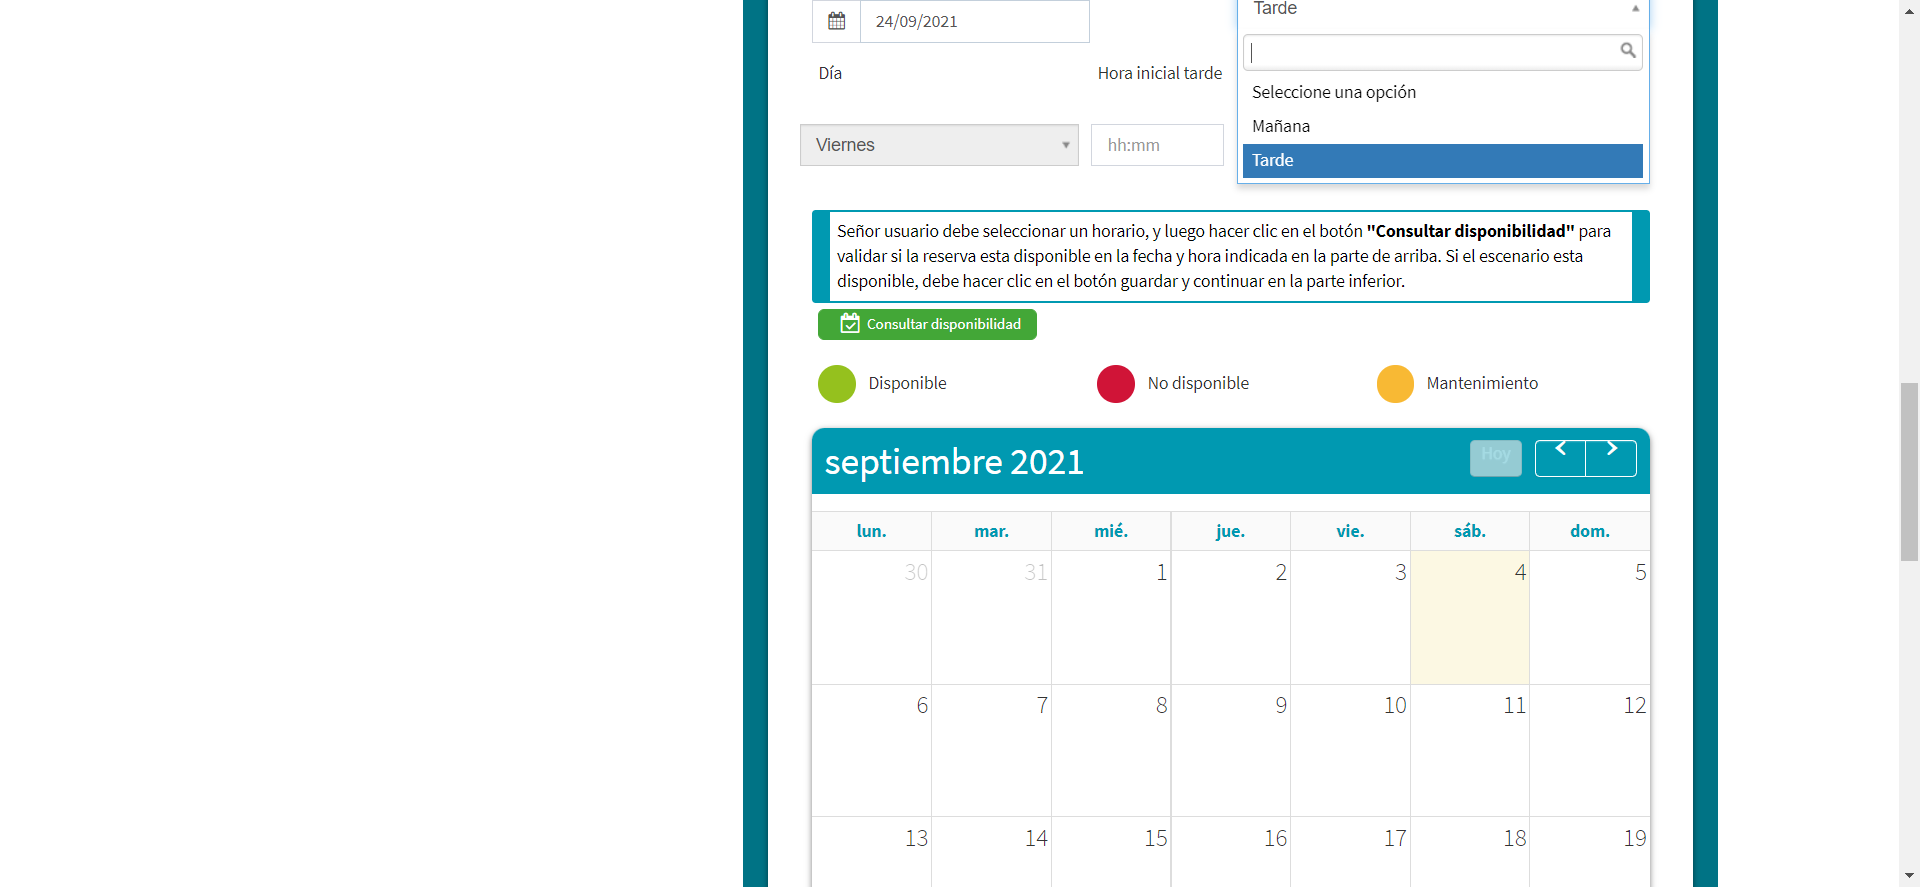 24/09/2021
Tarde
Día
Hora inicial tarde
Seleccione una opción
Mañana
Tarde
Viernes
hh:mm
Señor usuario debe seleccionar un horario, y luego hacer clic en el botón "Consultar disponibilidad" para
validar si la reserva esta disponible en la fecha y hora indicada en la parte de arriba. Si el escenario esta
disponible, debe hacer clic en el botón guardar y continuar en la parte inferior.
Consultar disponibilidad
Disponible
No disponible
Mantenimiento
septiembre 2021
Hoy
lun. mar. mié. jue. vie. sáb. dom.
30 31 1 2 3 4 5
6 7 8 9 10 11 12
13 14 15 16 17 18 19